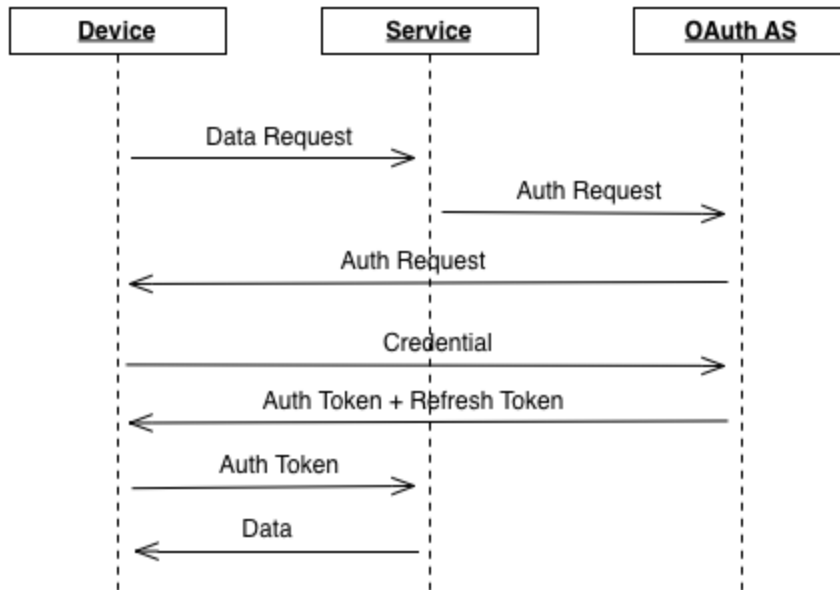 Device
Service
OAuth AS
Data Request
Auth Request
Auth Request
Credential
Auth Token + Refresh Token
Auth Token
Data